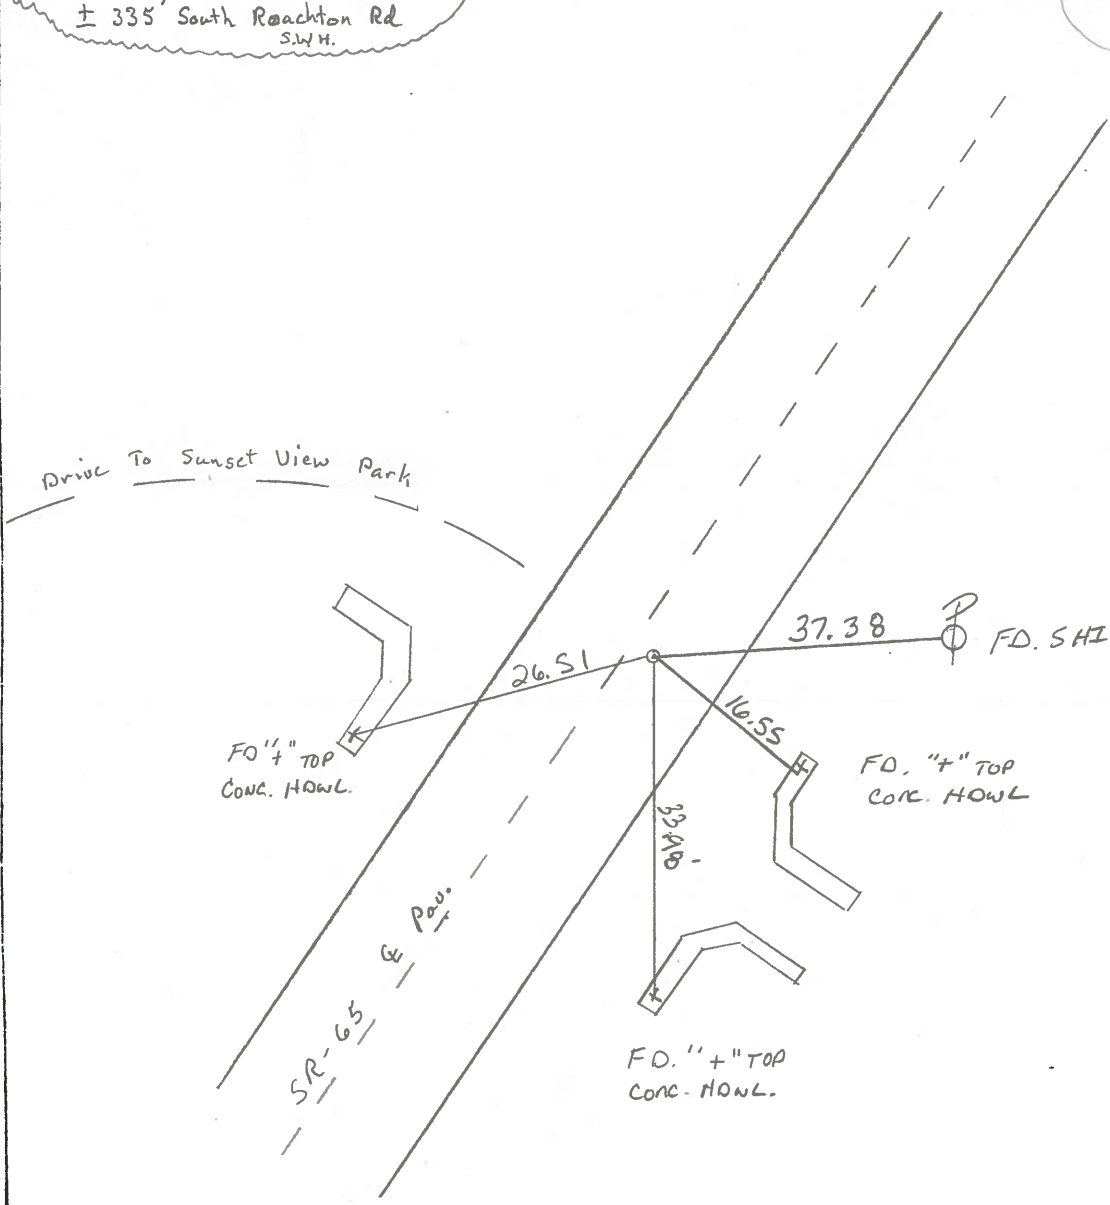 ± 335' South Roachton Rd
S.W.H.
Drive To Sunset View Park
37.38
FD. SHI
26.51
16.55
FD "+" TOP
CONC. HDWL.
FD. "+" TOP
CONC. HDWL
SR-65 ℄ Pav.
FD. "+" TOP
CONC. HDWL.